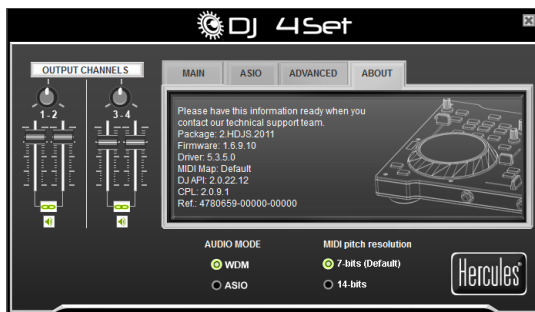 DJ 4Set
OUTPUT CHANNELS
1 - 2
3 - 4
MAIN
ASIO
ADVANCED
ABOUT
Please have this information ready when you
contact our technical support team.
Package: 2.HDJS.2011
Firmware: 1.6.9.10
Driver: 5.3.5.0
MIDI Map: Default
DJ API: 2.0.22.12
CPL: 2.0.9.1
Ref.: 4780659-00000-00000
AUDIO MODE
WDM
ASIO
MIDI pitch resolution
7-bits (Default)
14-bits
Hercules